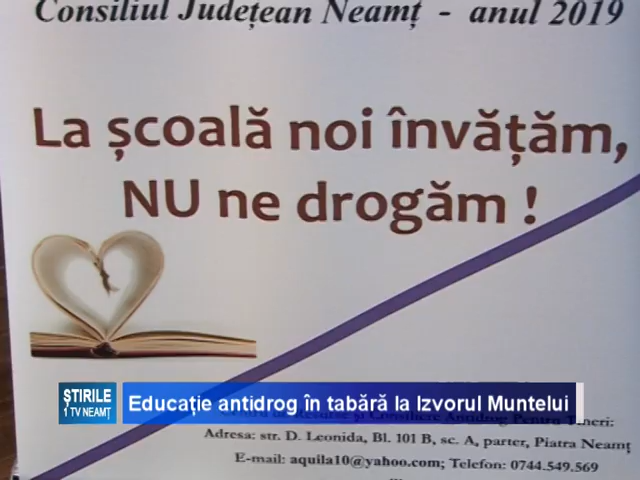 Consiliul Județean Neamț - anul 2019
La școală noi învățăm,
NU ne drogăm !
ȘTIRILE
1 TV NEAMȚ
Educație antidrog în tabără la Izvorul Muntelui
Adresa: str. D. Leonida, Bl. 101 B, sc. A, parter, Piatra Neamț
E-mail: aquila10@yahoo.com; Telefon: 0744.549.569